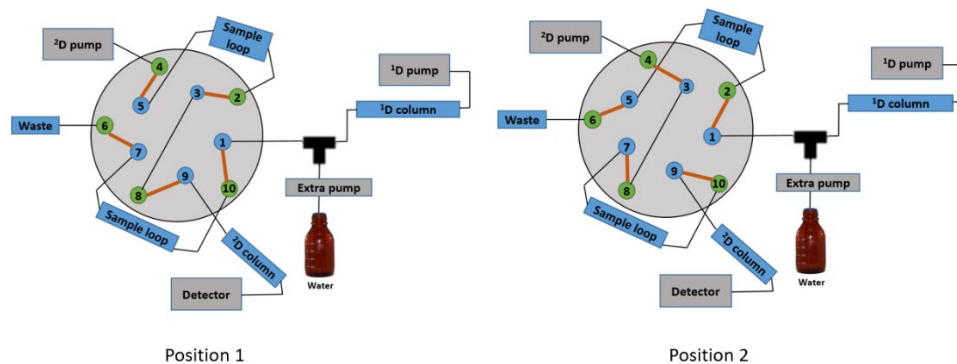 ²D pump
Sample
loop
4
3
2
5
6
7
1
9
8
10
Waste
Sample loop
²D column
Detector
Extra pump
Water
¹D pump
¹D column
Position 1
²D pump
Sample
loop
4
3
2
5
6
1
7
9
8
10
Waste
Sample loop
²D column
Detector
Extra pump
Water
¹D pump
¹D column
Position 2